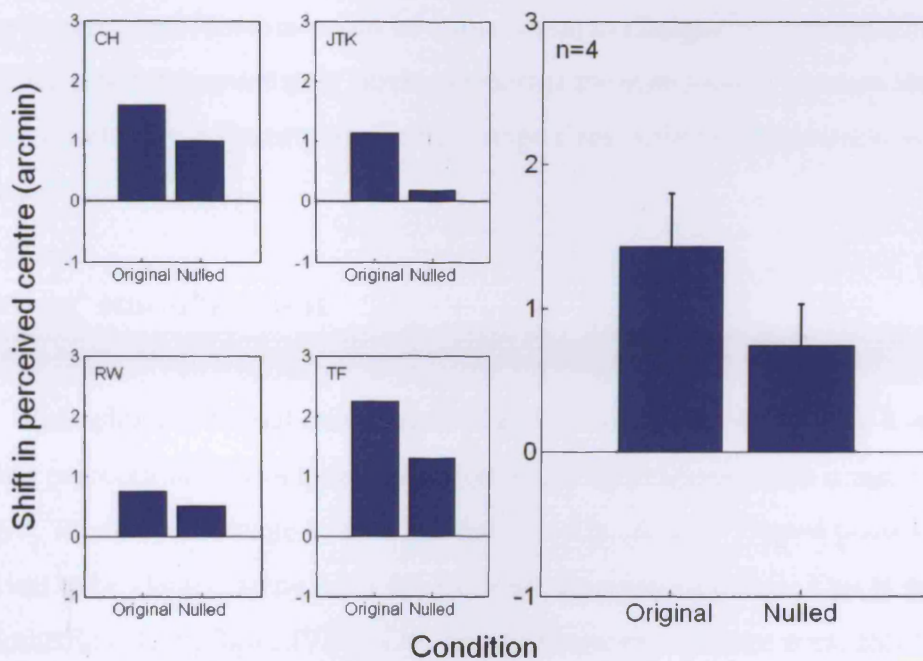 Shift in perceived centre (arcmin)
3
2
1
0
-1
CH
Original Nulled
3
2
1
0
-1
JTK
Original Nulled
3
2
1
0
-1
RW
Original Nulled
3
2
1
0
-1
TF
Original Nulled
3
2
1
0
-1
n=4
Original Nulled
Condition